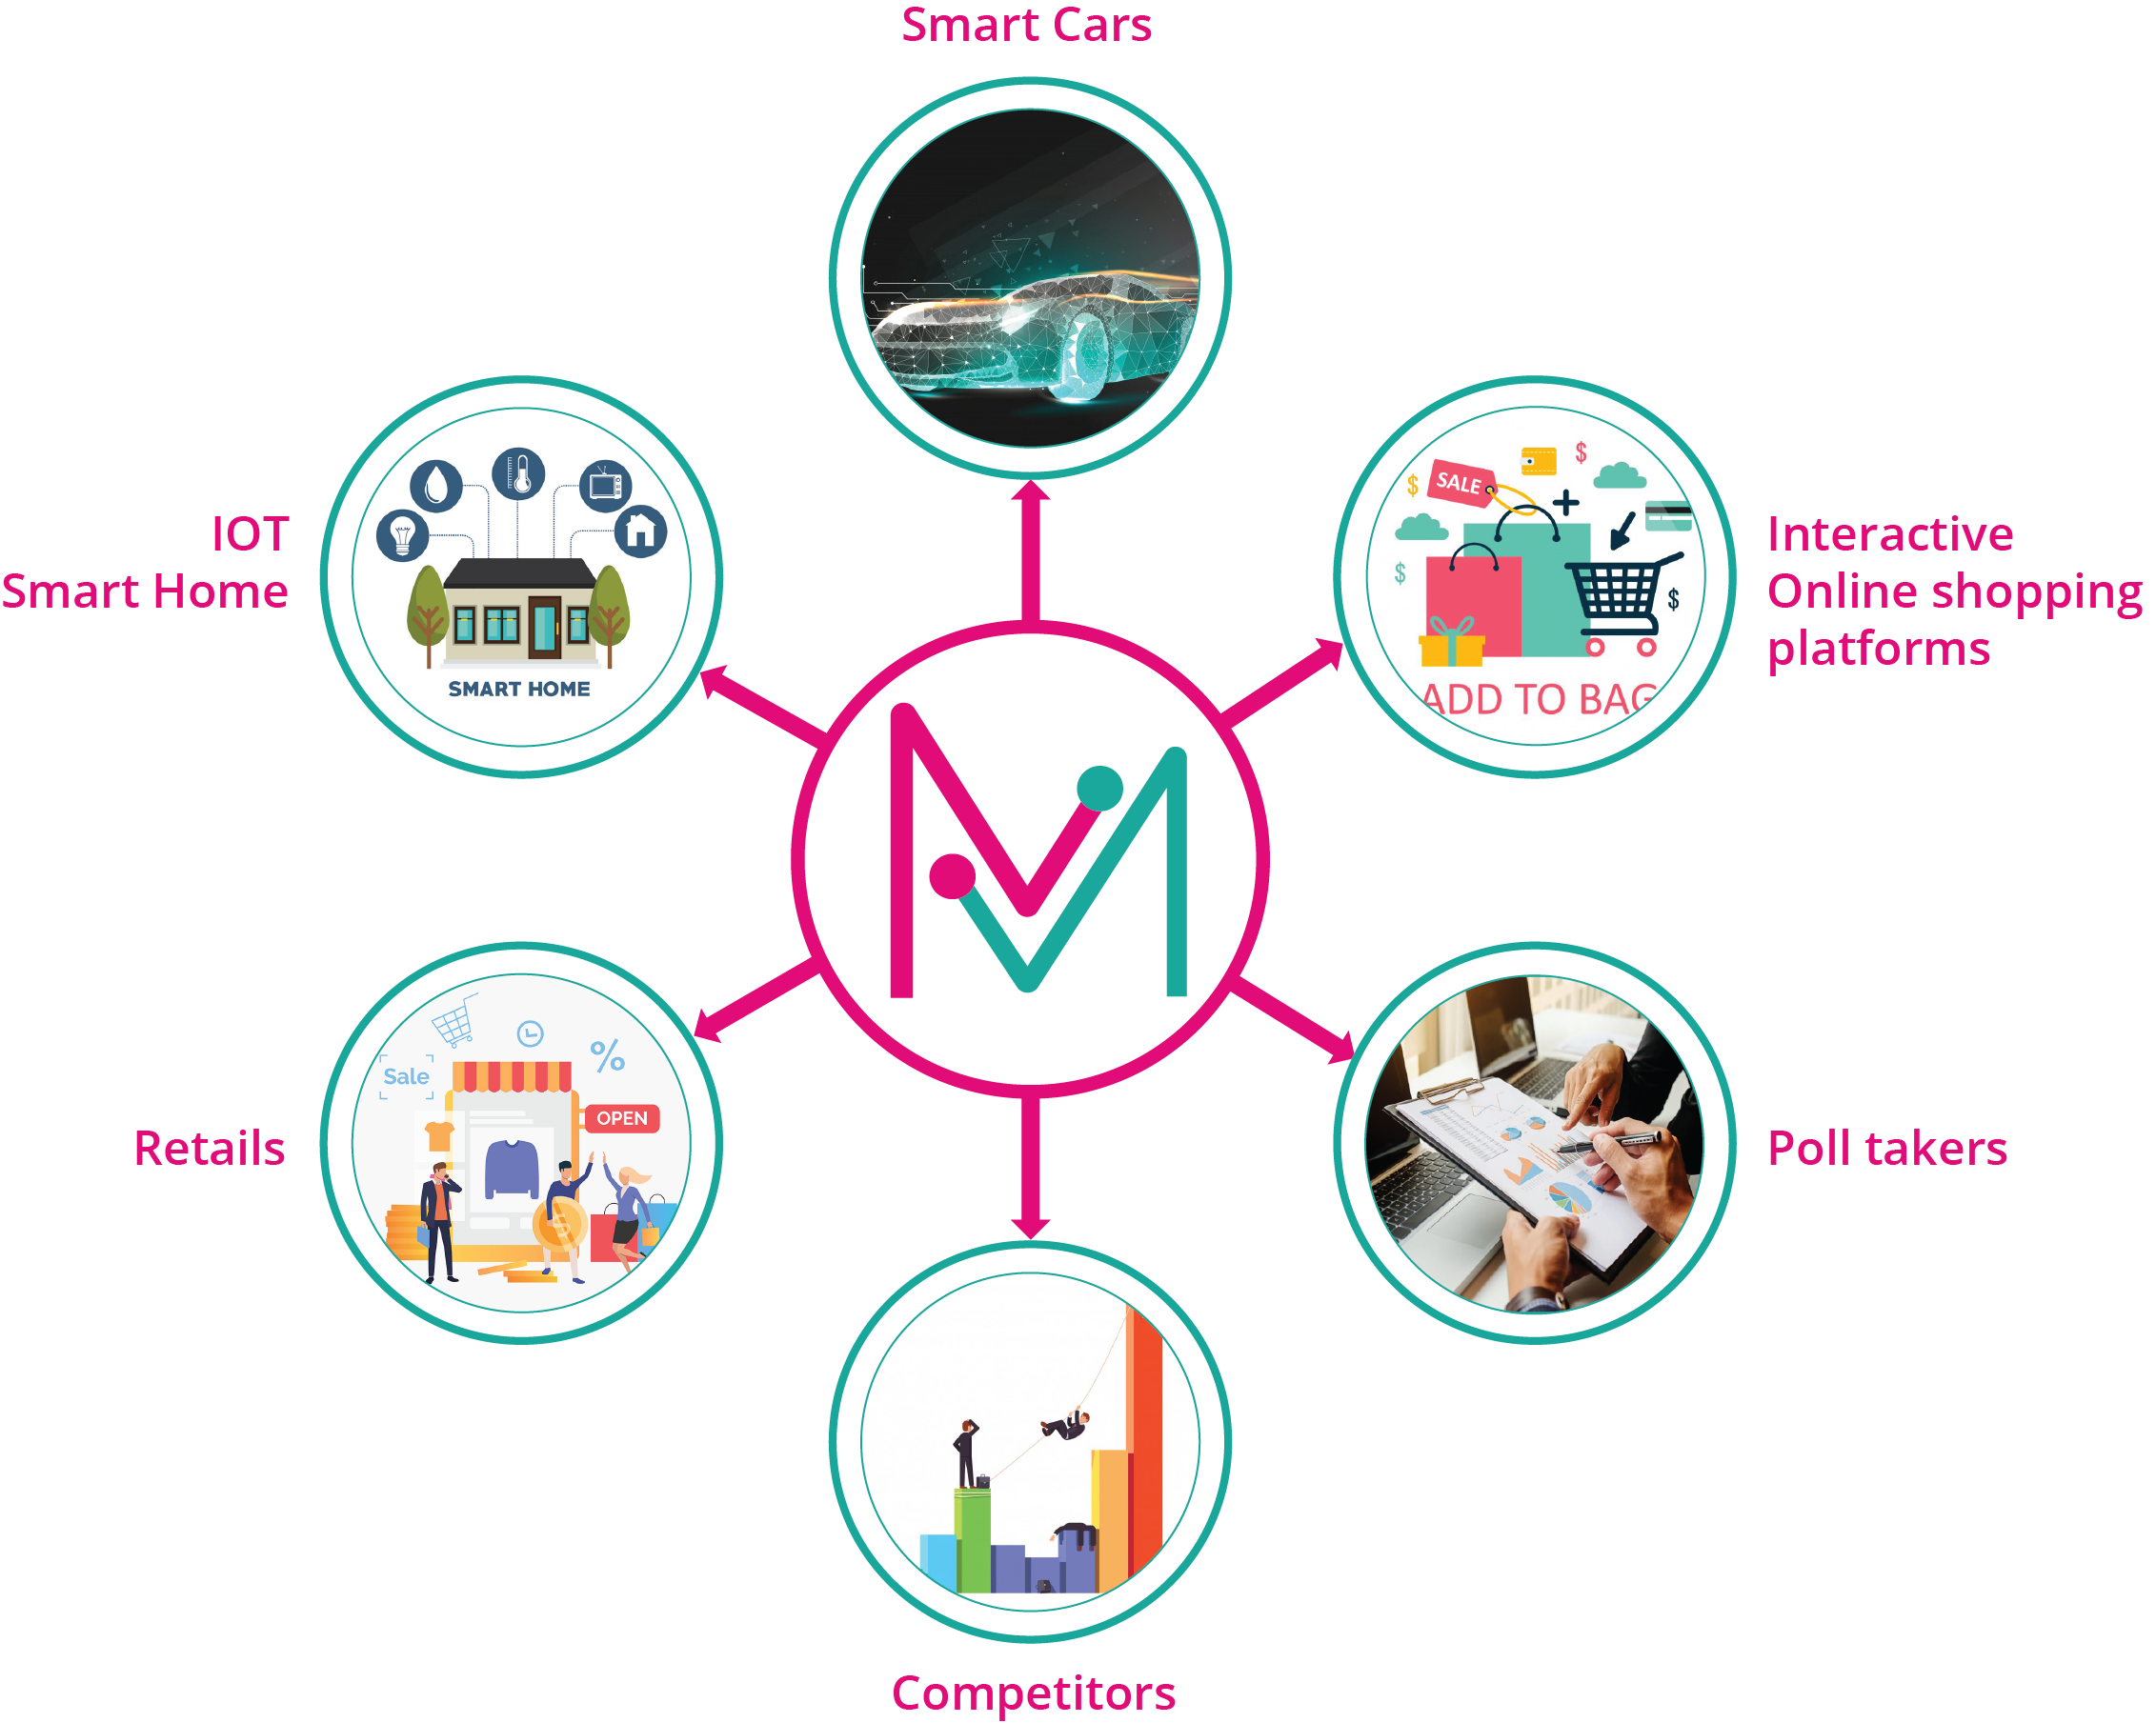 Smart Cars
IOT
Smart Home
SMART HOME
SALE
$
$
$
$
ADD TO BAG
Interactive
Online shopping
platforms
Sale
%
OPEN
$
Retails
Poll takers
Competitors